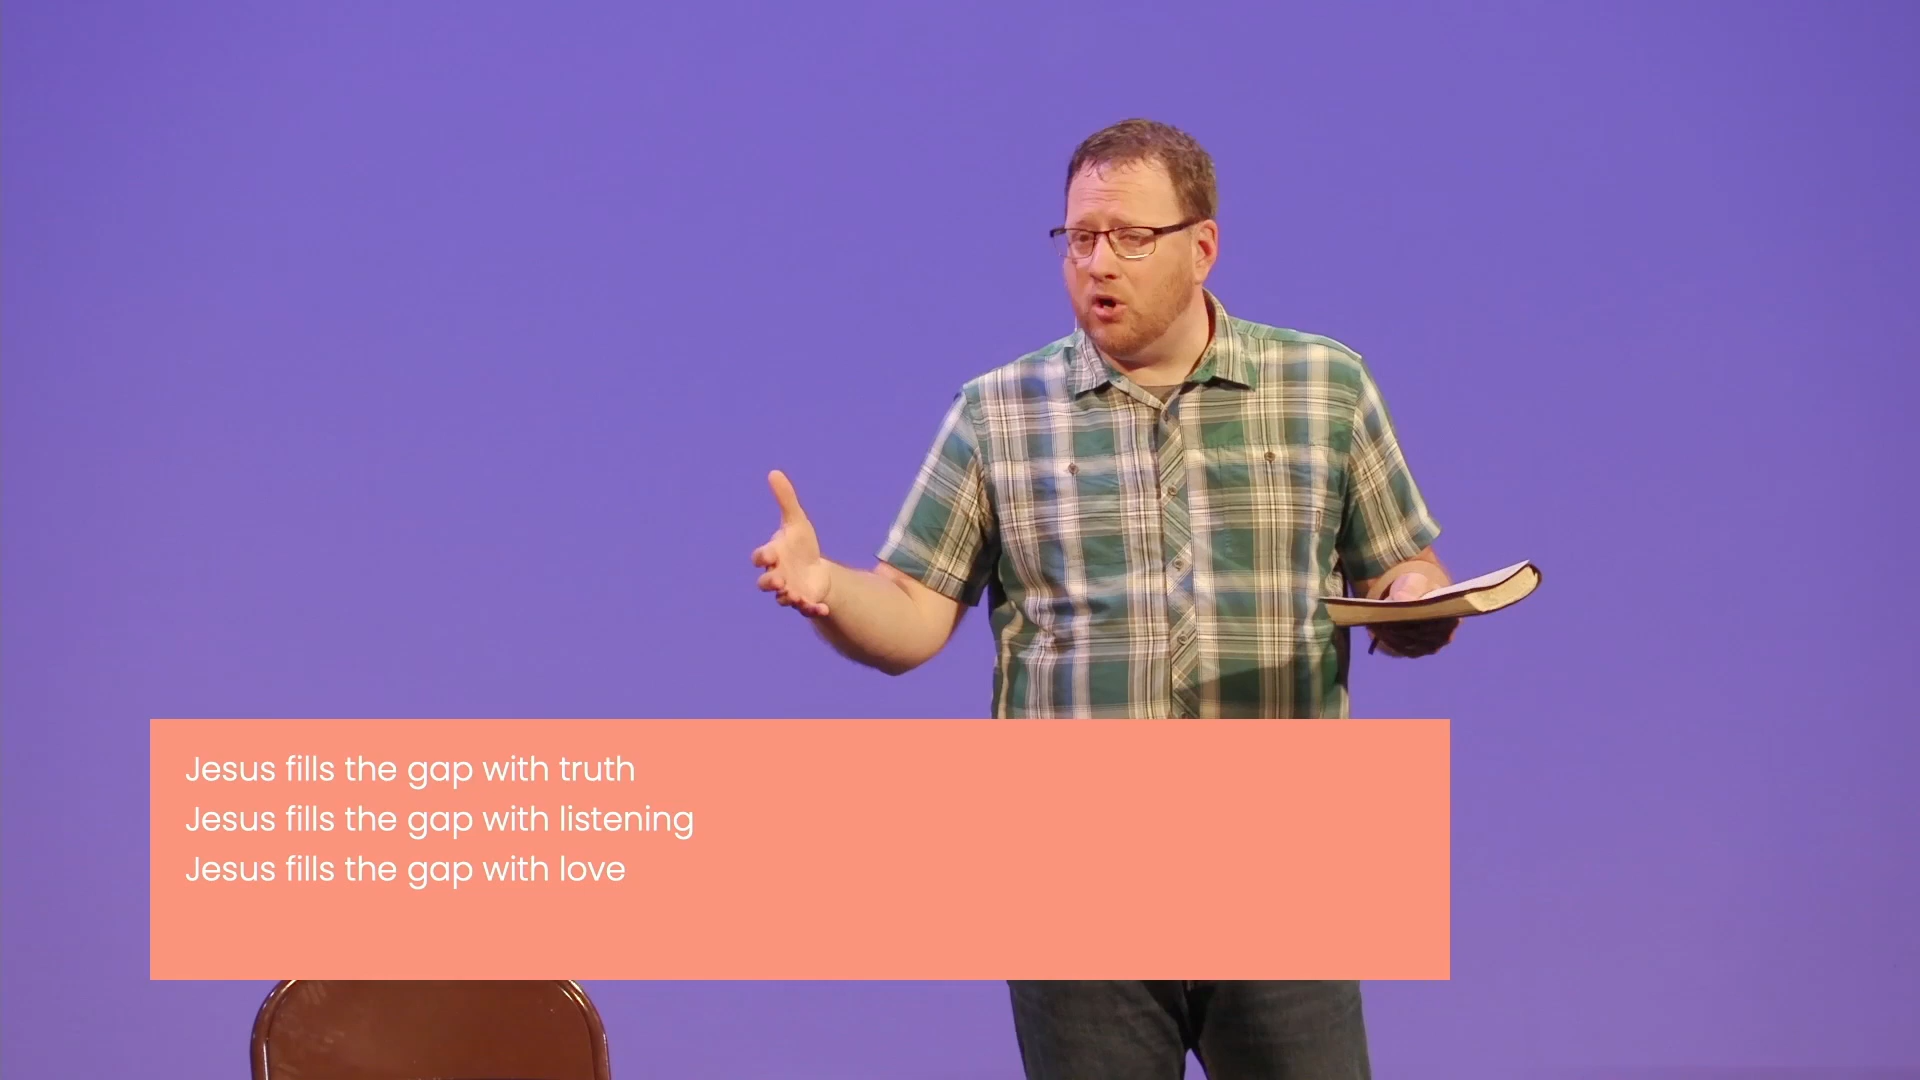 Jesus fills the gap with truth
Jesus fills the gap with listening
Jesus fills the gap with love